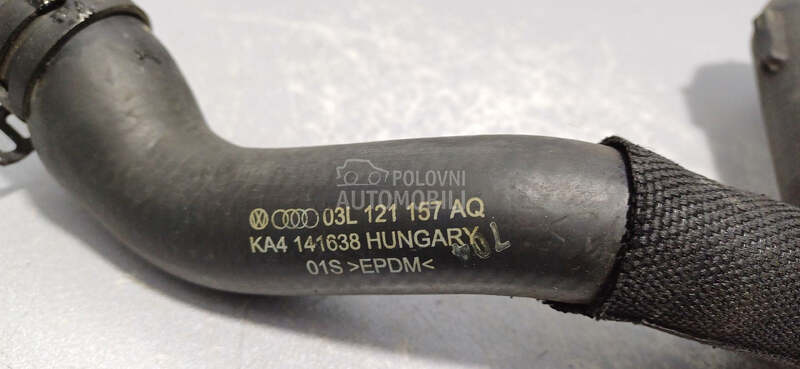 POLOVNI
AUTOMOBILI
03L 121 157 AQ
KA4 141638 HUNGARY
01S >EPDM<